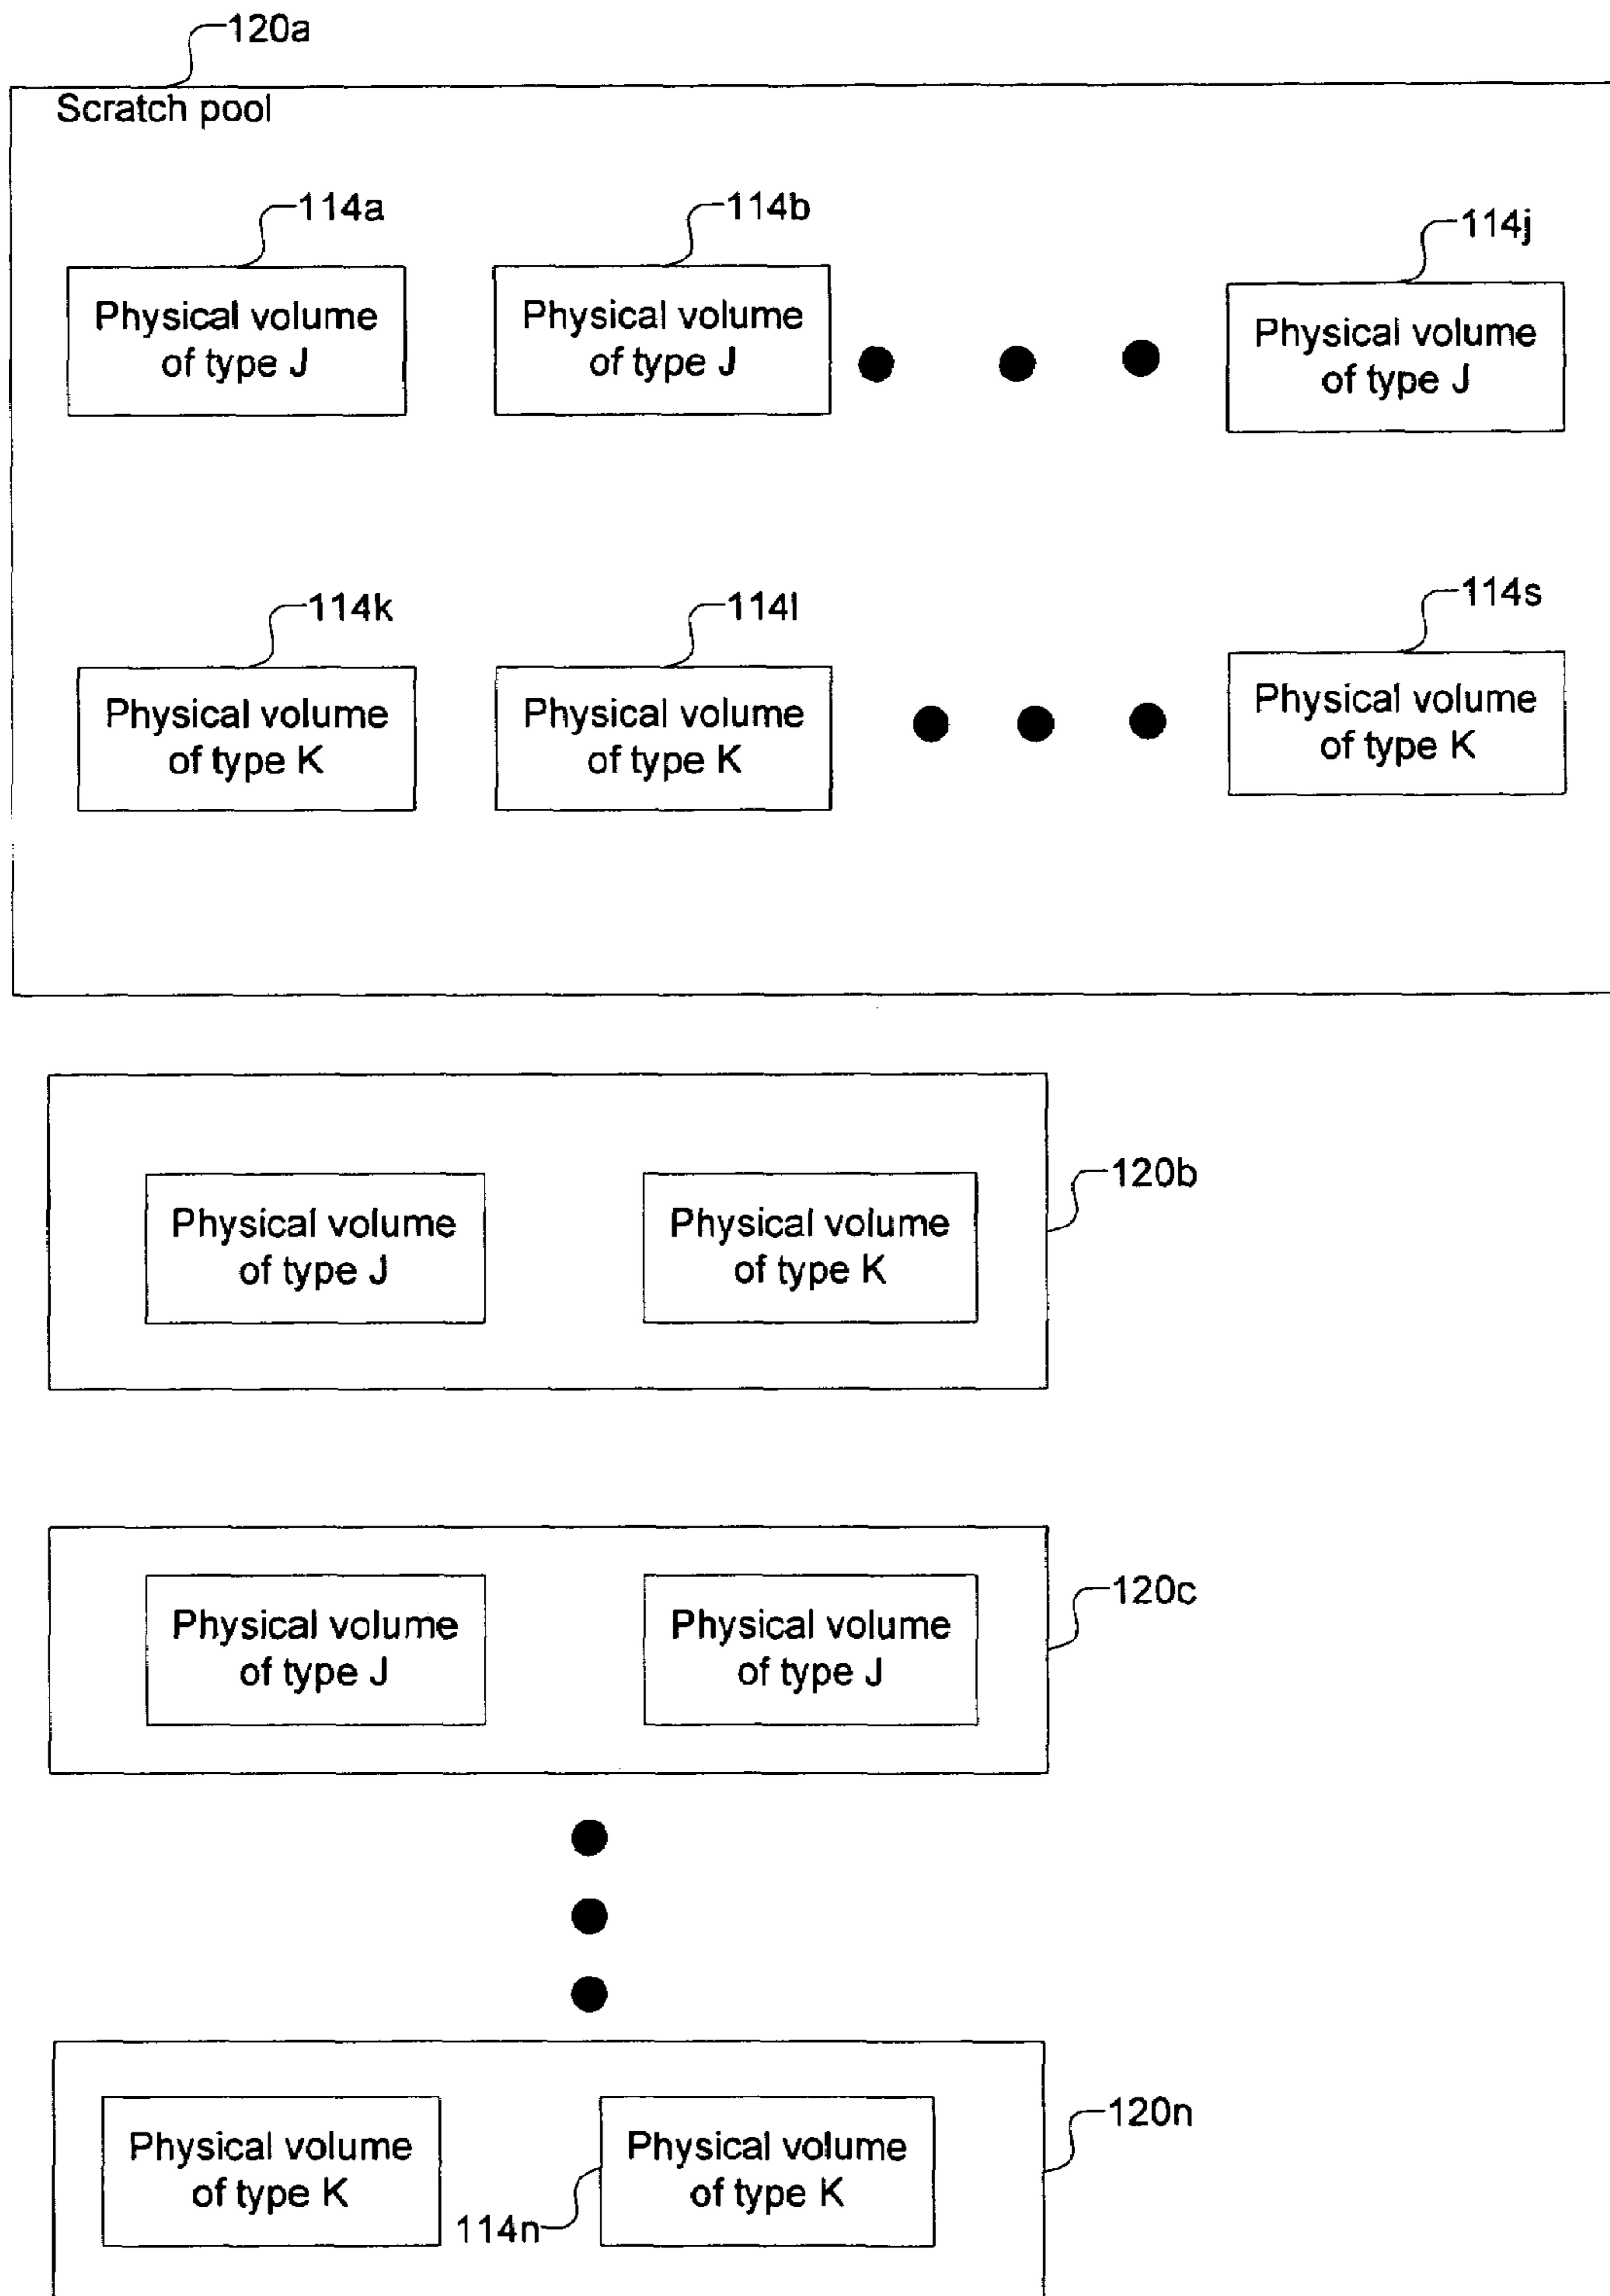 120a
Scratch pool
114a
114b
114j
Physical volume
of type J
Physical volume
of type J
Physical volume
of type J
114k
114l
114s
Physical volume
of type K
Physical volume
of type K
Physical volume
of type K
120b
Physical volume
of type J
Physical volume
of type K
120c
Physical volume
of type J
Physical volume
of type J
120n
Physical volume
of type K
114n
Physical volume
of type K